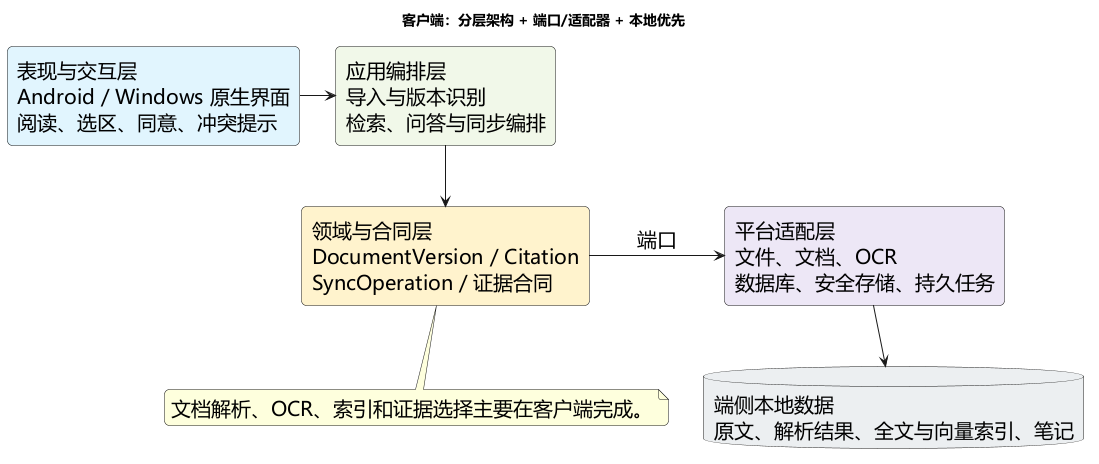 客户端：分层架构 + 端口/适配器 + 本地优先
表现与交互层
Android / Windows 原生界面
阅读、选区、同意、冲突提示
应用编排层
导入与版本识别
检索、问答与同步编排
领域与合同层
DocumentVersion / Citation
SyncOperation / 证据合同
端口
平台适配层
文件、文档、OCR
数据库、安全存储、持久任务
文档解析、OCR、索引和证据选择主要在客户端完成。
端侧本地数据
原文、解析结果、全文与向量索引、笔记